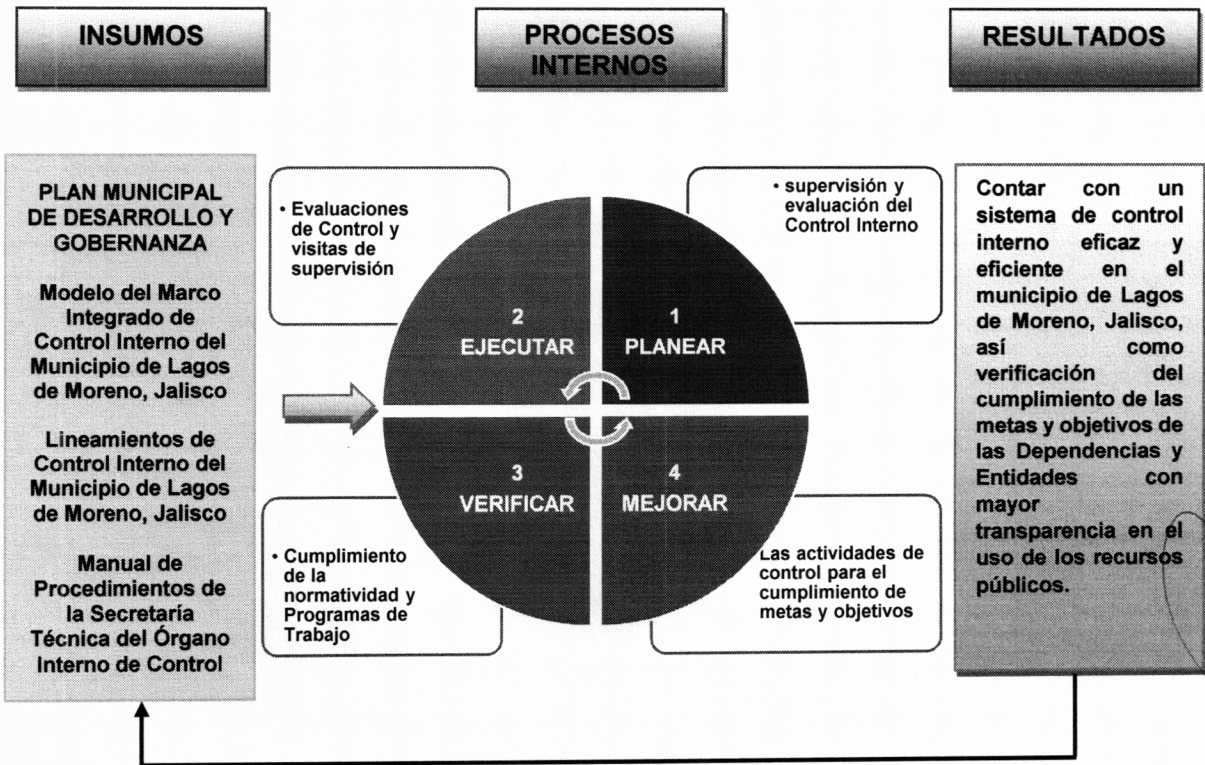 INSUMOS
PROCESOS
INTERNOS
RESULTADOS
PLAN MUNICIPAL
DE DESARROLLO Y
GOBERNANZA
Modelo del Marco
Integrado de
Control Interno del
Municipio de Lagos
de Moreno, Jalisco
Lineamientos de
Control Interno del
Municipio de Lagos
de Moreno, Jalisco
Manual de
Procedimientos de
la Secretaría
Técnica del Órgano
Interno de Control
• Evaluaciones
de Control y
visitas de
supervisión
• supervisión y
evaluación del
Control Interno
2
EJECUTAR
1
PLANEAR
3
VERIFICAR
4
MEJORAR
• Cumplimiento
de la
normatividad y
Programas de
Trabajo
Las actividades de
control para el
cumplimiento de
metas y objetivos
Contar con un
sistema de control
interno eficaz y
eficiente en el
municipio de Lagos
de Moreno, Jalisco,
así como
verificación del
cumplimiento de las
metas y objetivos de
las Dependencias y
Entidades con
mayor
transparencia en el
uso de los recursos
públicos.